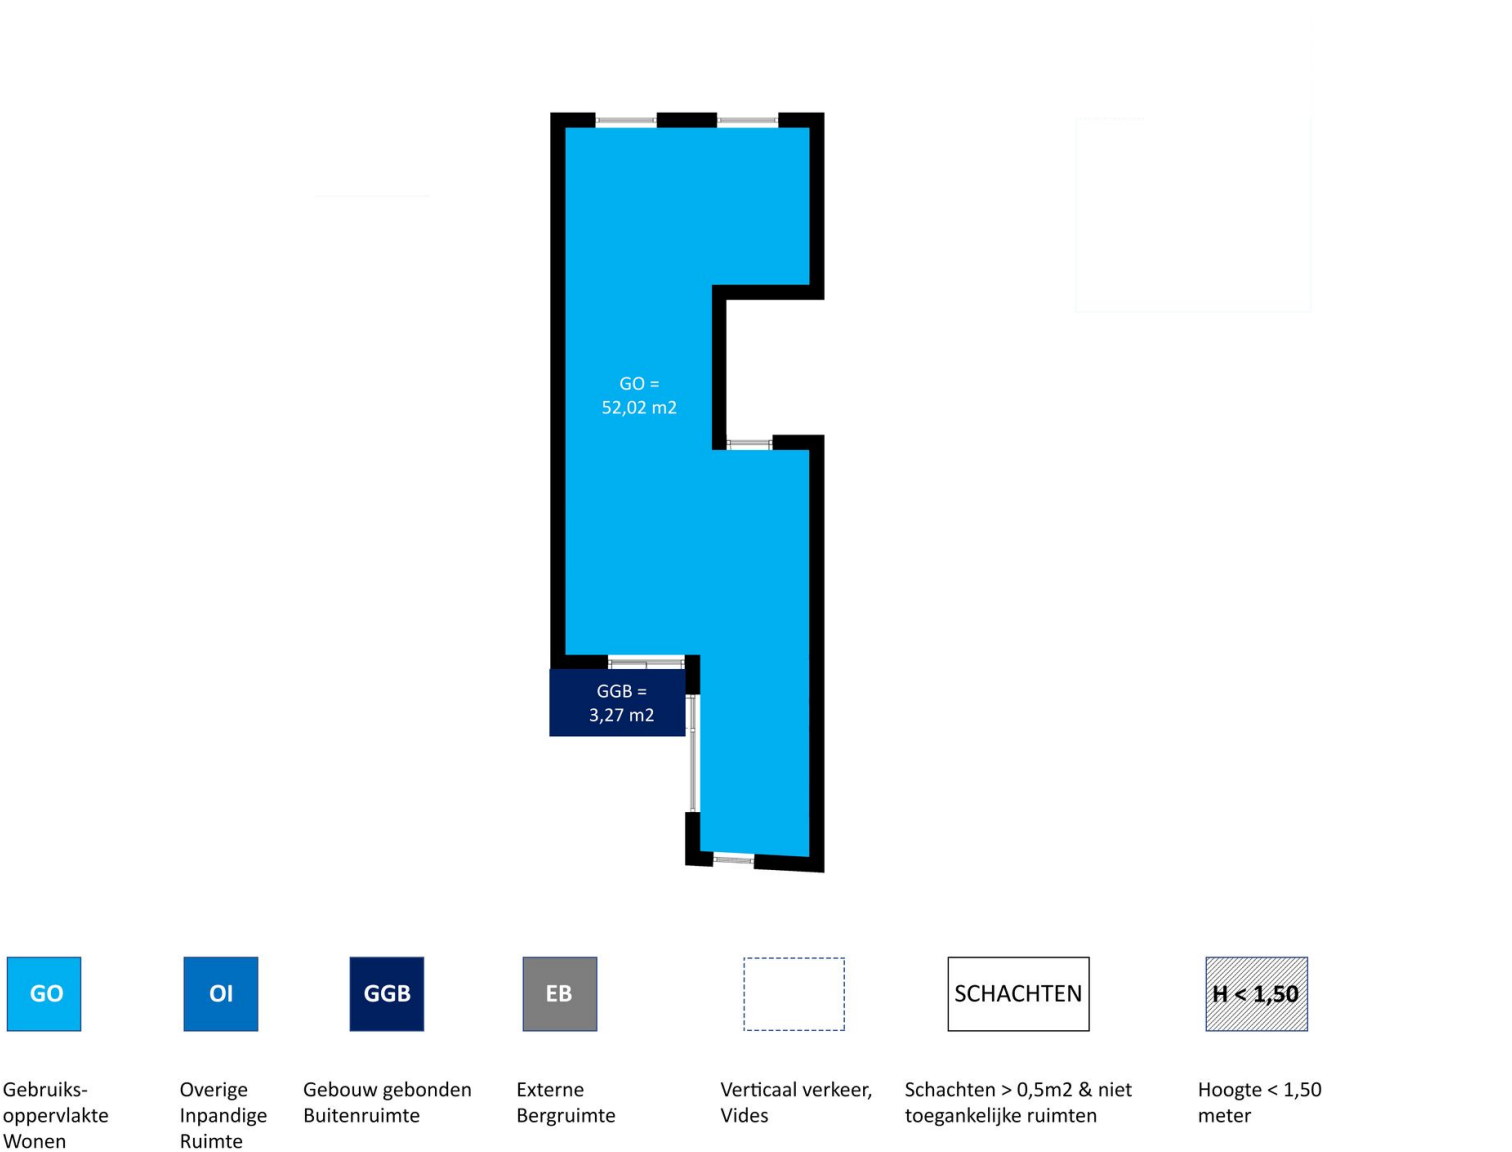 GO =
52,02 m2
GGB =
3,27 m2
GO
OI
GGB
EB
SCHACHTEN
H < 1,50
Gebruiks-
oppervlakte
Wonen
Overige
Inpandige
Ruimte
Gebouw gebonden
Buitenruimte
Externe
Bergruimte
Verticaal verkeer,
Vides
Schachten > 0,5m2 & niet
toegankelijke ruimten
Hoogte < 1,50
meter